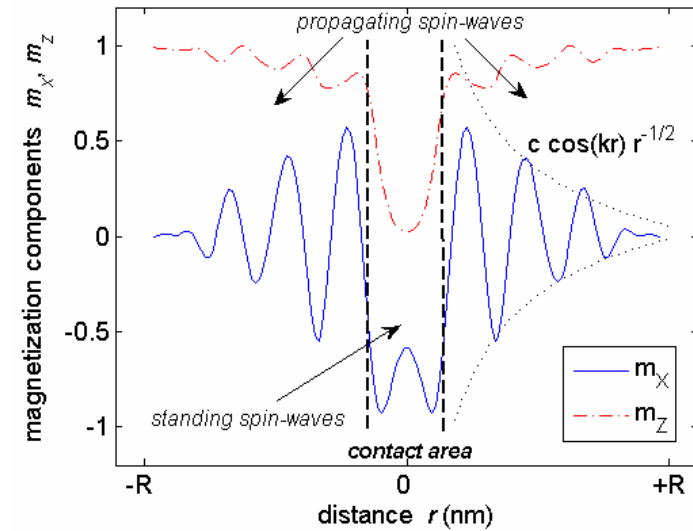 propagating spin-waves
magnetization components m_X, m_Z
1
0.5
0
-0.5
-1
c cos(kr) r^{-1/2}
standing spin-waves
contact area
m_X
m_Z
-R
0
+R
distance r (nm)